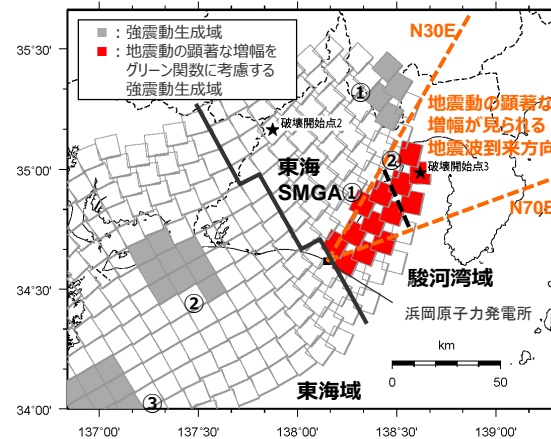 ：強震動生成域
：地震動の顕著な増幅を
グリーン関数に考慮する
強震動生成域
N30E
地震動の顕著な
増幅が見られる
地震波到来方向
①
★破壊開始点2
②
★破壊開始点3
東海
SMGA①
N70E
駿河湾域
②
浜岡原子力発電所
km
0
50
東海域
③
35°30'
35°00'
34°30'
34°00'
137°00'
137°30'
138°00'
138°30'
139°00'